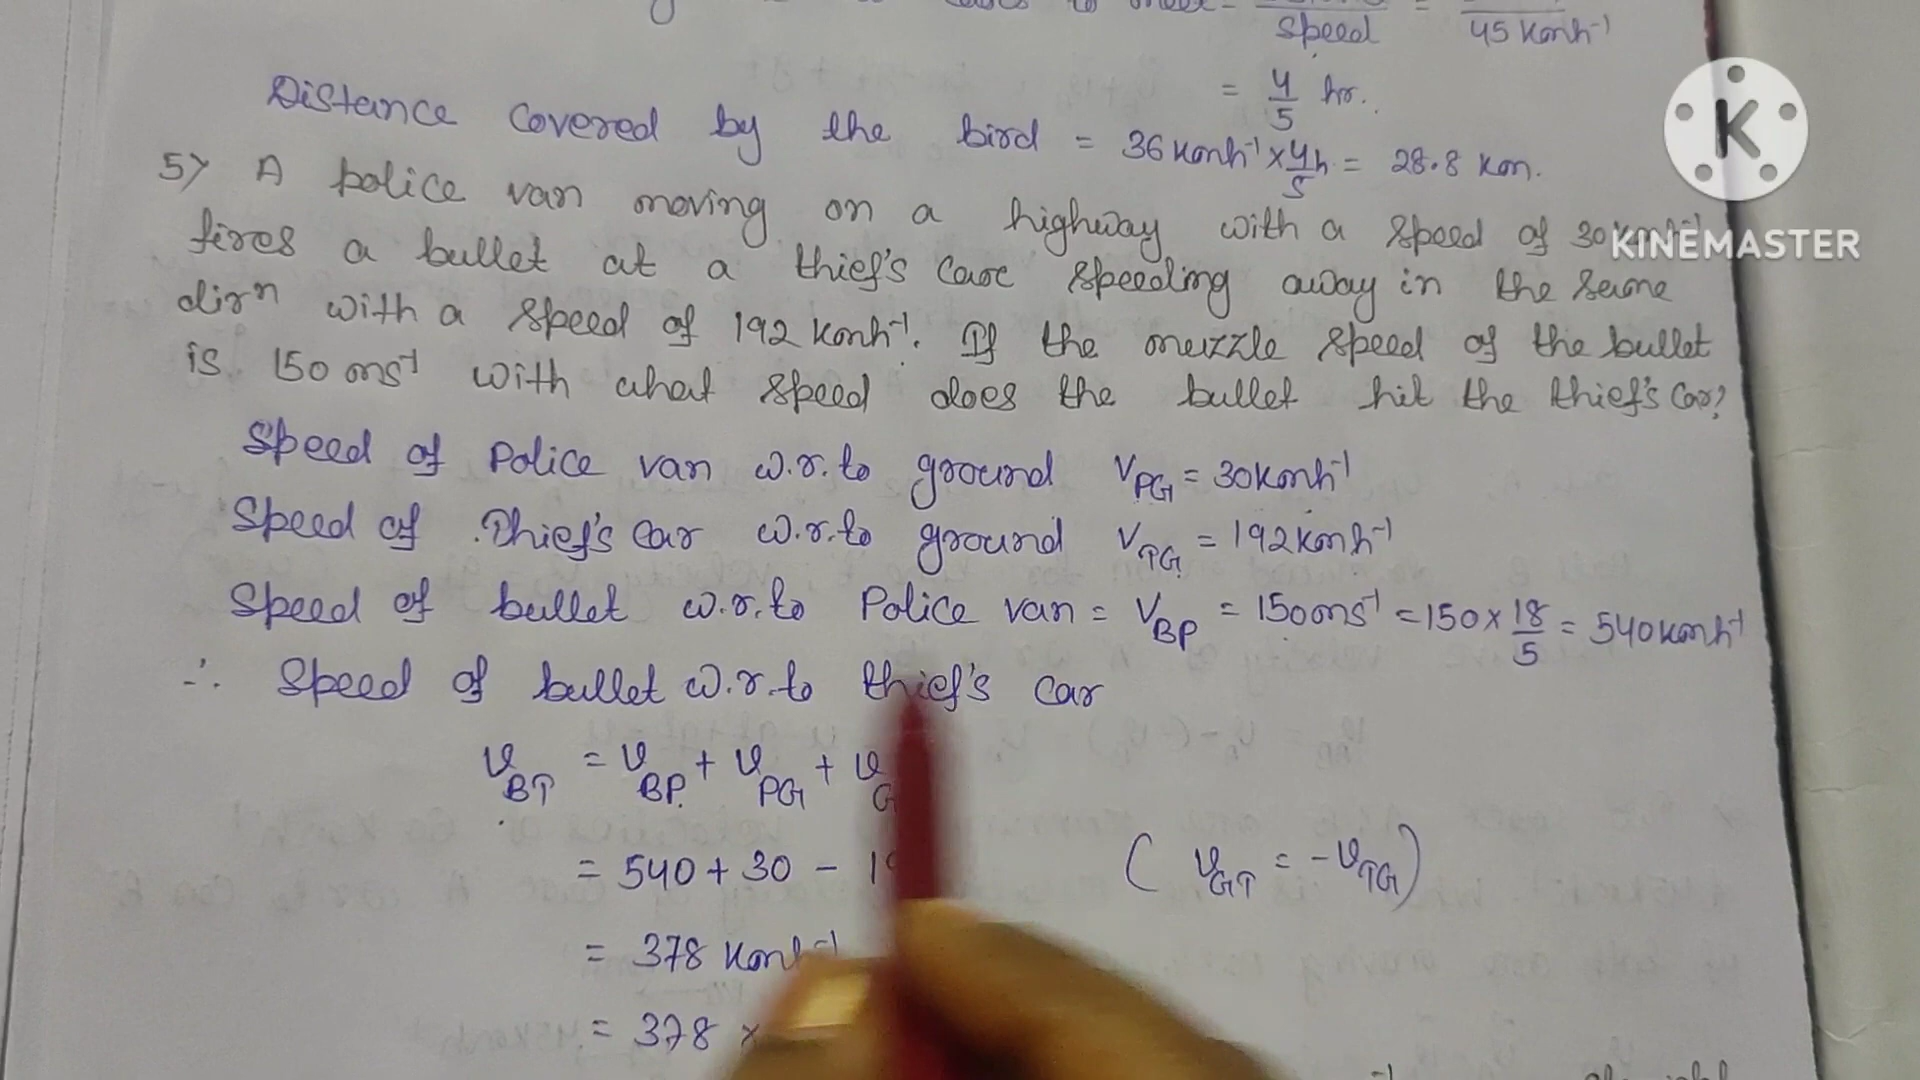 Speed 45 Kmh⁻¹
= 4/5 hr.
Distance covered by the bird = 36 Kmh⁻¹ × 4/5 h = 28.8 Km.
5> A police van moving on a highway with a speed of 30 Kmh⁻¹
fires a bullet at a thief's car speeding away in the same
dirⁿ with a speed of 192 Kmh⁻¹. If the muzzle speed of the bullet
is 150 ms⁻¹ with what speed does the bullet hit the thief's car?
Speed of Police van w.r.to ground V_PG = 30 Kmh⁻¹
Speed of Thief's car w.r.to ground V_TG = 192 Kmh⁻¹
Speed of bullet w.r.to Police van = V_BP = 150 ms⁻¹ = 150 × 18/5 = 540 Kmh⁻¹
∴ Speed of bullet w.r.to thief's car
V_BT = V_BP + V_PG + V_G
= 540 + 30 - 1
( V_GT = -V_TG )
= 378 Kmh⁻¹
= 378 ×
KINEMASTER